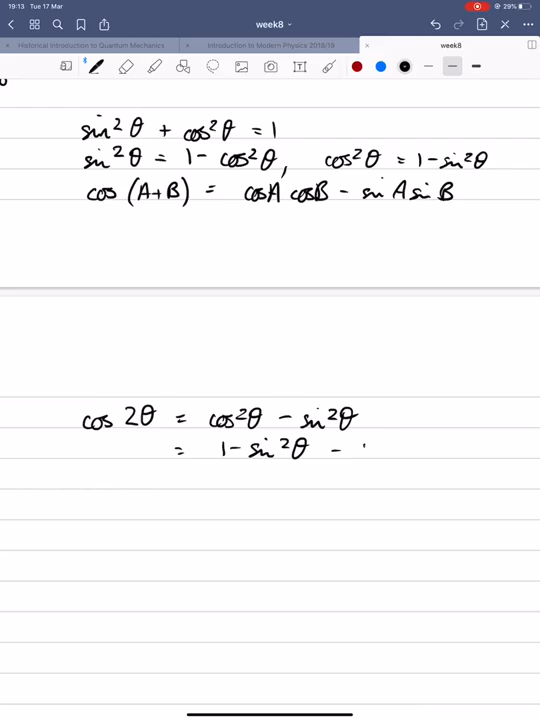 19:13 Tue 17 Mar
29%
week8
Historical Introduction to Quantum Mechanics
Introduction to Modern Physics 2018/19
week8
sin²θ + cos²θ = 1
sin²θ = 1 - cos²θ, cos²θ = 1 - sin²θ
cos (A+B) = cosA cosB - sinA sinB
cos 2θ = cos²θ - sin²θ
= 1 - sin²θ -